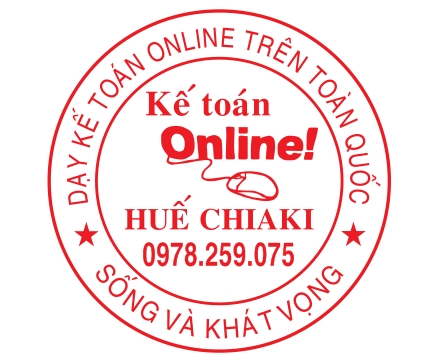 DẠY KẾ TOÁN ONLINE TRÊN TOÀN QUỐC
Kế toán
Online!
HUẾ CHIAKI
0978.259.075
SỐNG VÀ KHÁT VỌNG